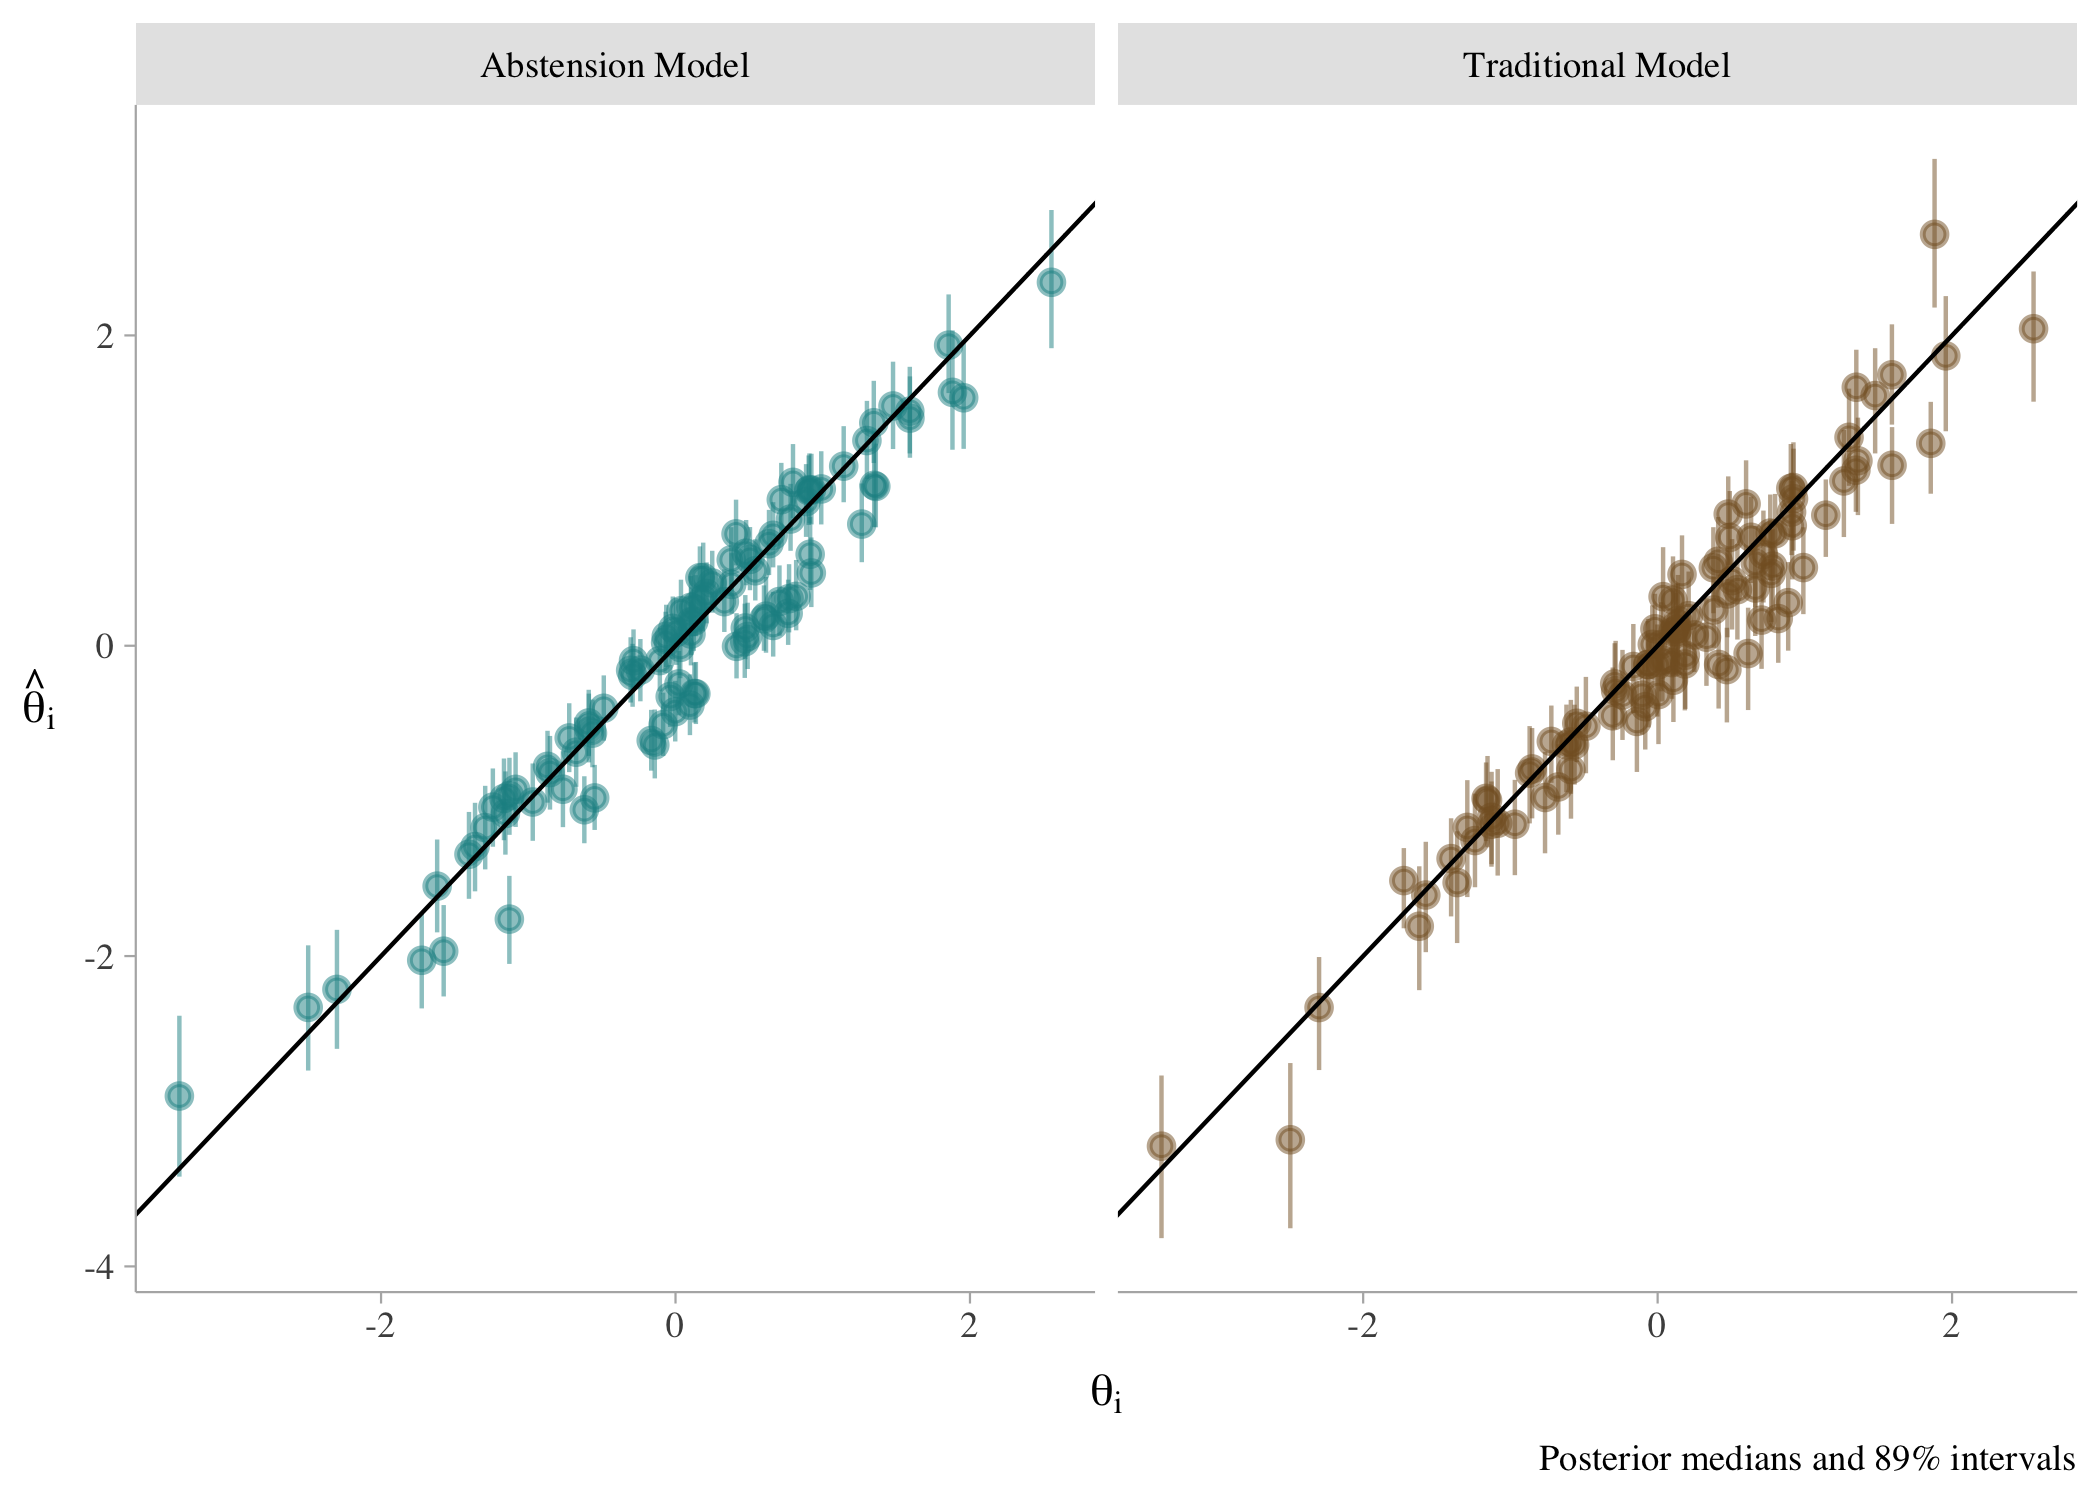 Abstension Model
Traditional Model
2
0
-2
-4
θ̂i
-2
0
2
-2
0
2
θi
Posterior medians and 89% intervals